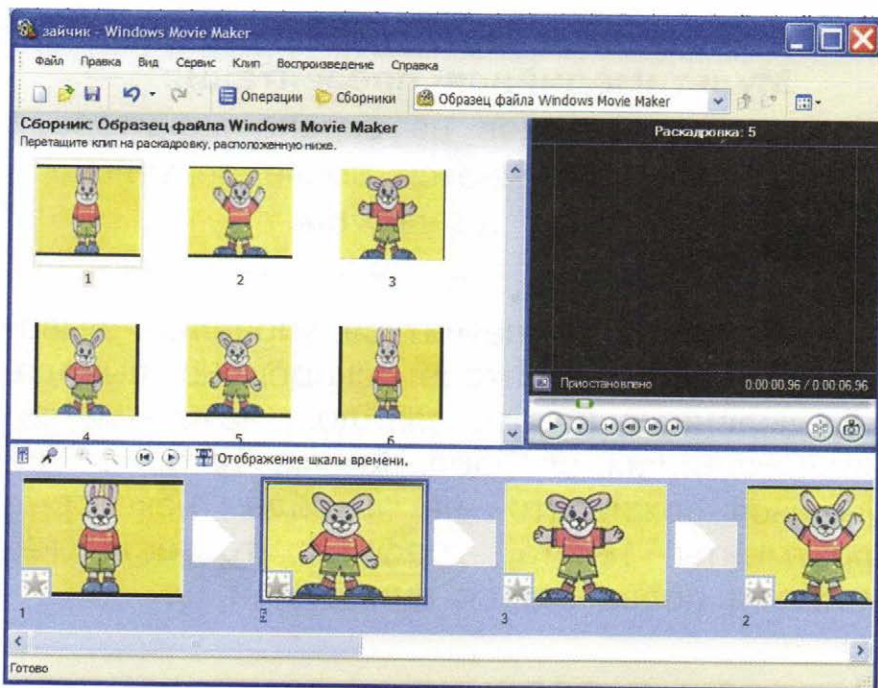 зайчик - Windows Movie Maker
Файл Правка Вид Сервис Клип Воспроизведение Справка
Операции Сборники Образец файла Windows Movie Maker
Сборник: Образец файла Windows Movie Maker
Перетащите клип на раскадровку, расположенную ниже.
1 2 3
4 5 6
Раскадровка: 5
Приостановлено 0:00:00,96 / 0:00:06,96
Отображение шкалы времени.
1 5 3 2
Готово